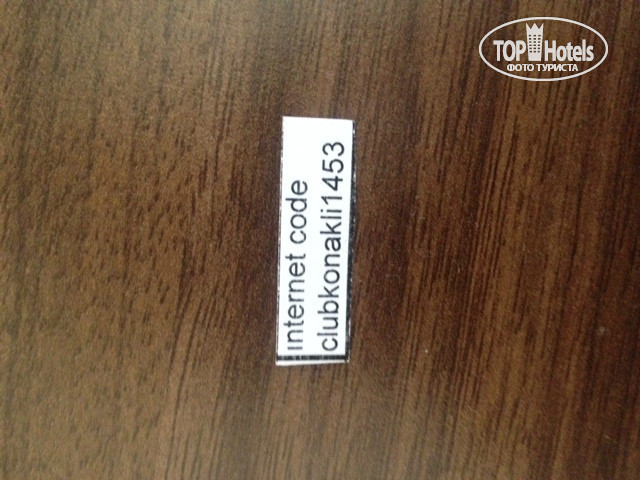 TOP Hotels
ФОТО ТУРИСТА
internet code
clubkonakli1453